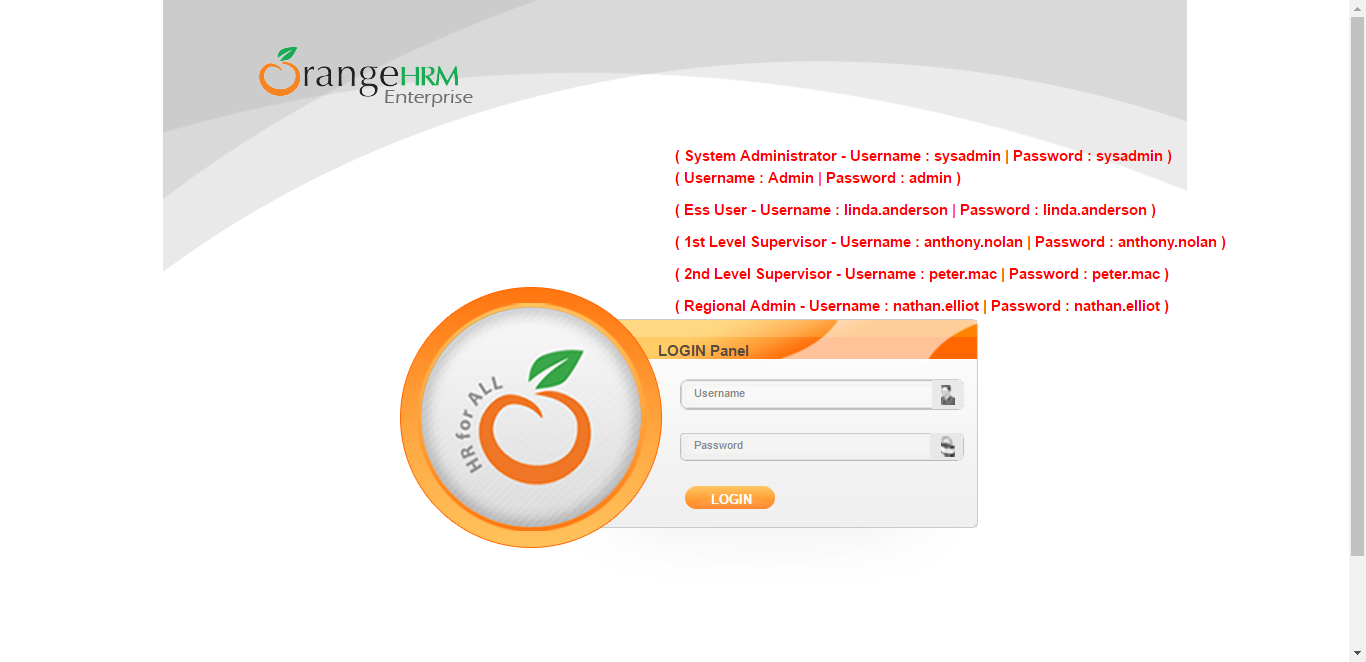 OrangeHRM
Enterprise
( System Administrator - Username : sysadmin | Password : sysadmin )
( Username : Admin | Password : admin )
( Ess User - Username : linda.anderson | Password : linda.anderson )
( 1st Level Supervisor - Username : anthony.nolan | Password : anthony.nolan )
( 2nd Level Supervisor - Username : peter.mac | Password : peter.mac )
( Regional Admin - Username : nathan.elliot | Password : nathan.elliot )
LOGIN Panel
HR for ALL
Username
Password
LOGIN